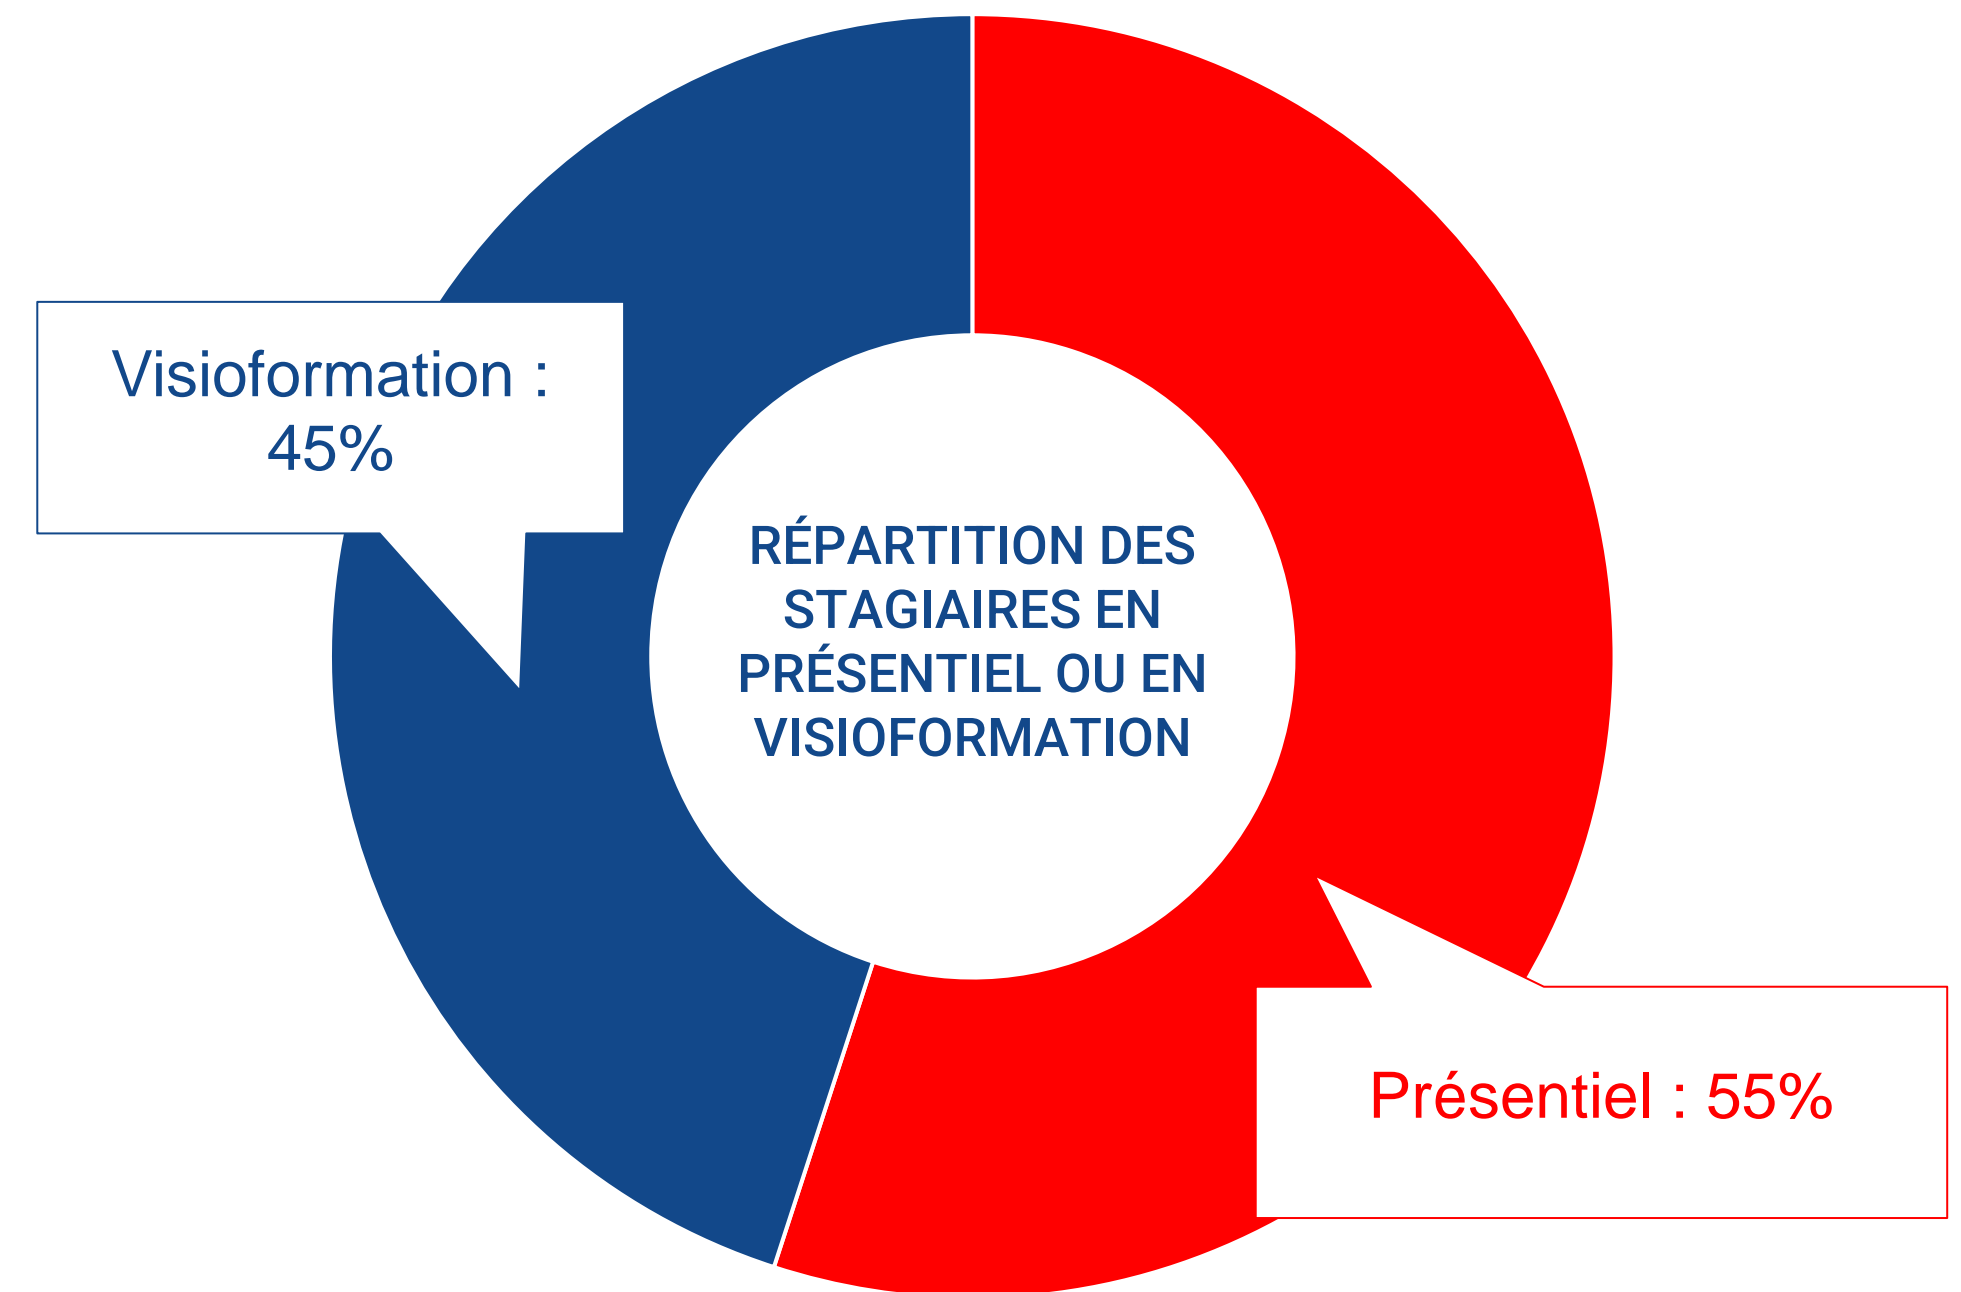 Visioformation :
45%
RÉPARTITION DES
STAGIAIRES EN
PRÉSENTIEL OU EN
VISIOFORMATION
Présentiel : 55%